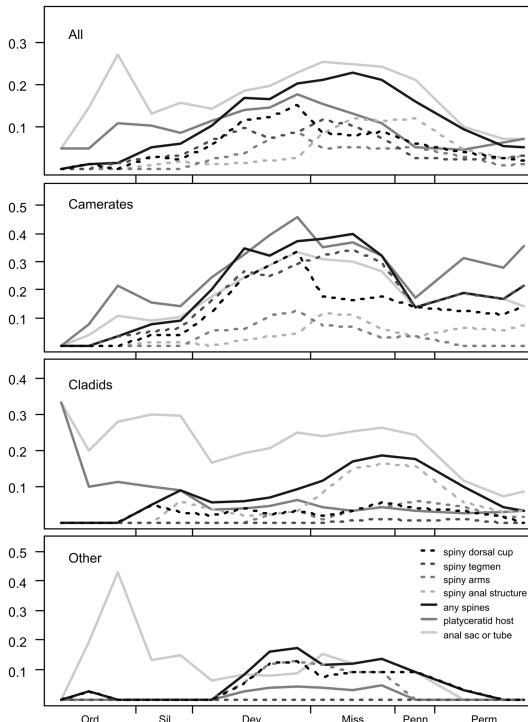 All
0.3
0.2
0.1
Camerates
0.5
0.4
0.3
0.2
0.1
Cladids
0.4
0.3
0.2
0.1
Other
0.5
0.4
0.3
0.2
0.1
spiny dorsal cup
spiny tegmen
spiny arms
spiny anal structure
any spines
platyceratid host
anal sac or tube
Ord. Sil. Dev. Miss. Penn. Perm.